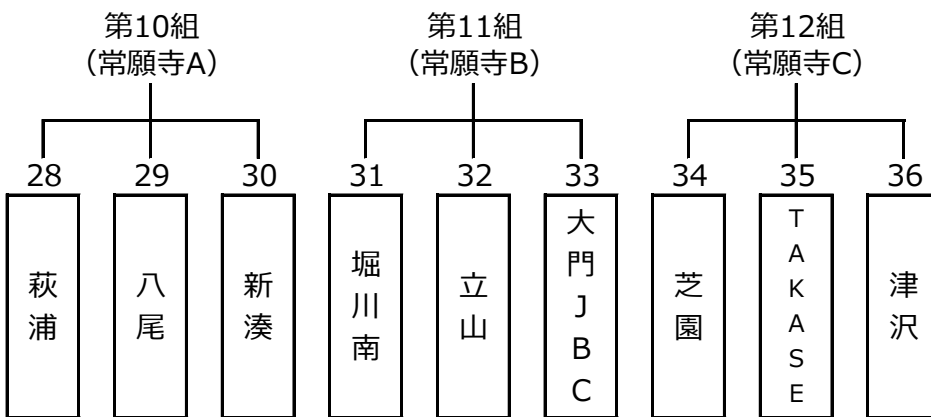 第10組 第11組 第12組
（常願寺A） （常願寺B） （常願寺C）
28 29 30 31 32 33 34 35 36
萩浦
八尾
新湊
堀川南
立山
大門JBC
芝園
TAKASE
津沢